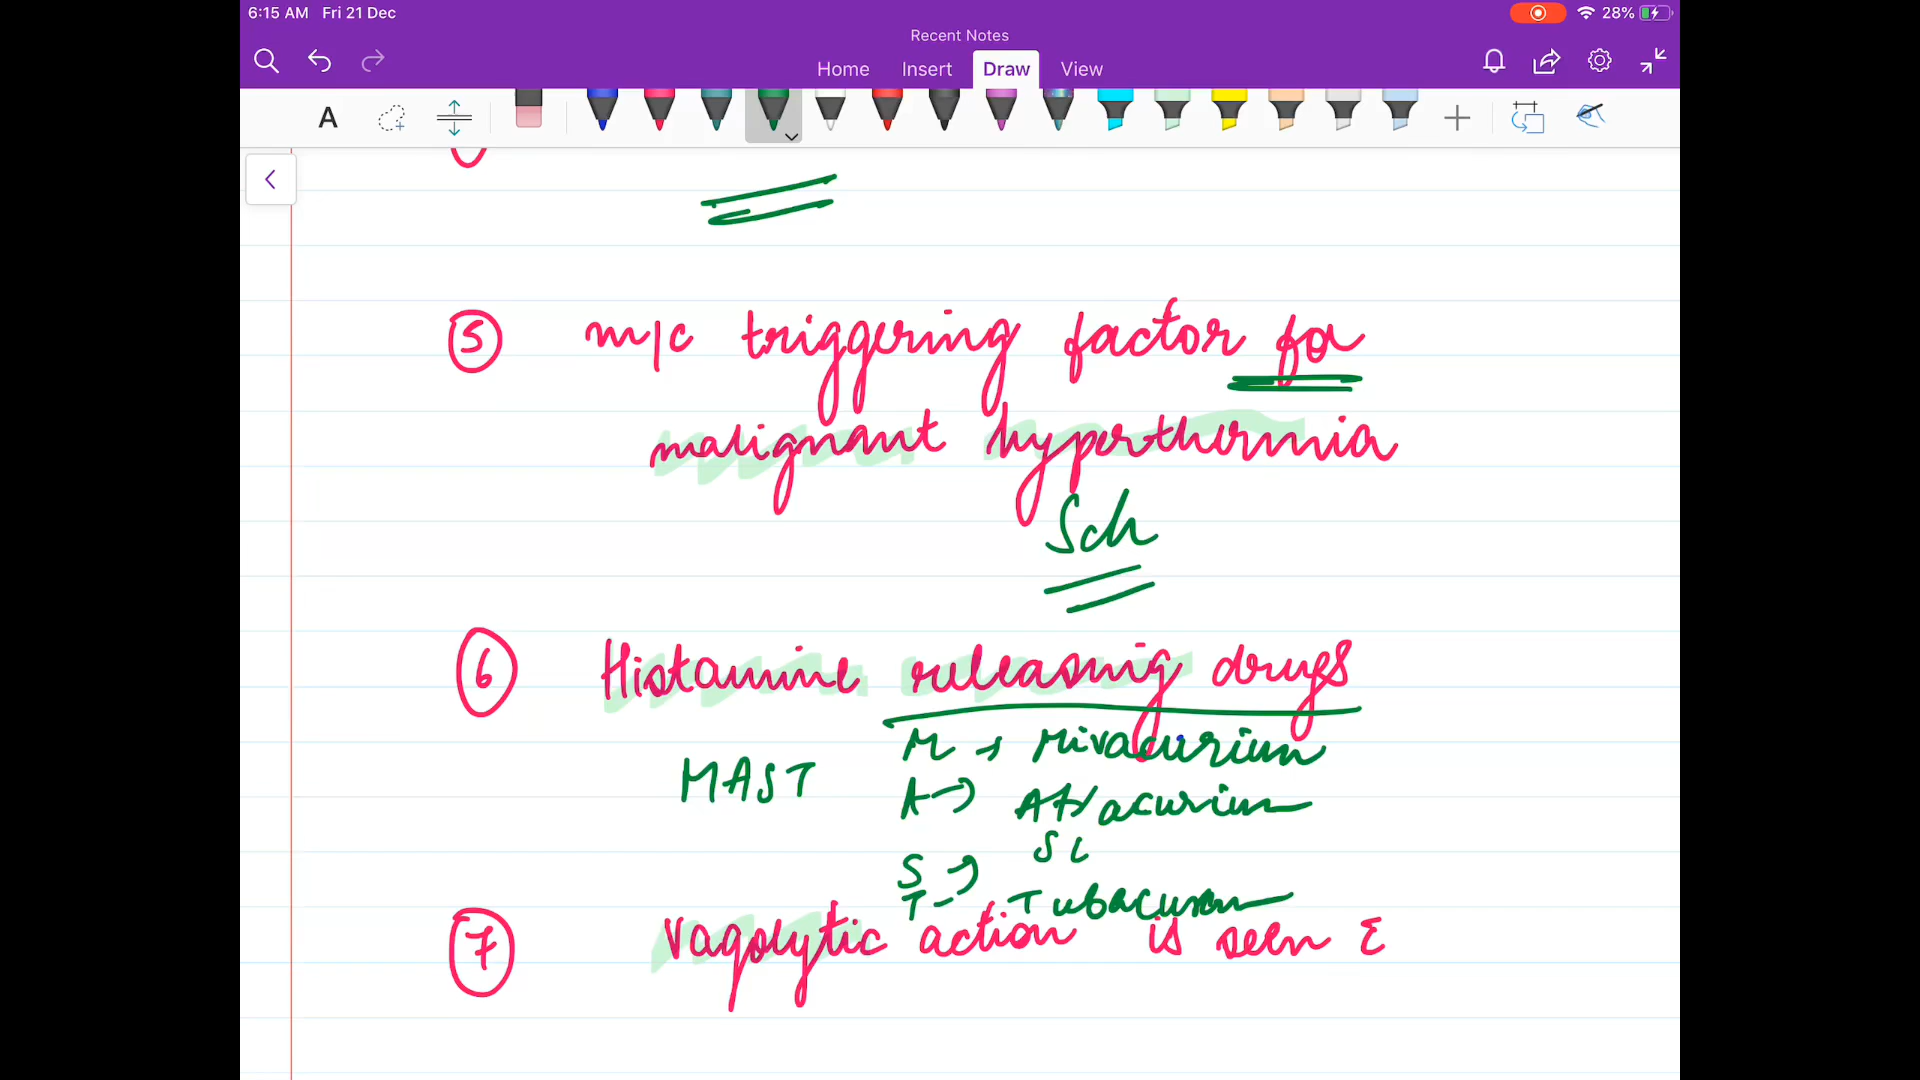 6:15 AM Fri 21 Dec
28%
Recent Notes
Home Insert Draw View
A
5 m/c triggering factor for
malignant hyperthermia
Sch
6 Histamine releasing drugs
MAST
M → Mivacurium
A → Atracurium
S → SC
T → Tubacuram
7 Vagolytic action is seen c